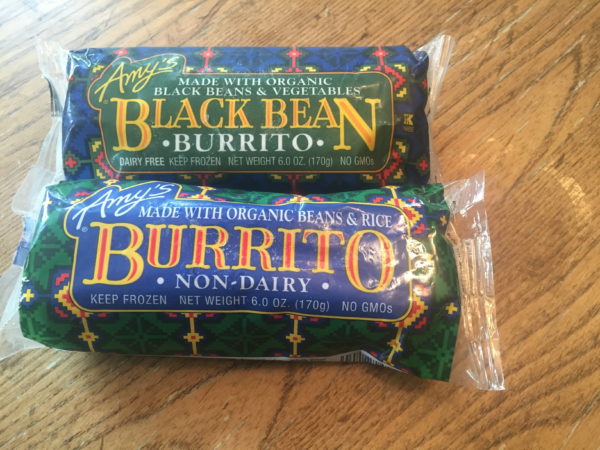 Amy's
MADE WITH ORGANIC
BLACK BEANS & VEGETABLES
BLACK BEAN
• BURRITO •
DAIRY FREE KEEP FROZEN NET WEIGHT 6.0 OZ. (170g) NO GMOs
K
Amy's
MADE WITH ORGANIC BEANS & RICE
BURRITO
• NON-DAIRY •
KEEP FROZEN NET WEIGHT 6.0 OZ. (170g) NO GMOs